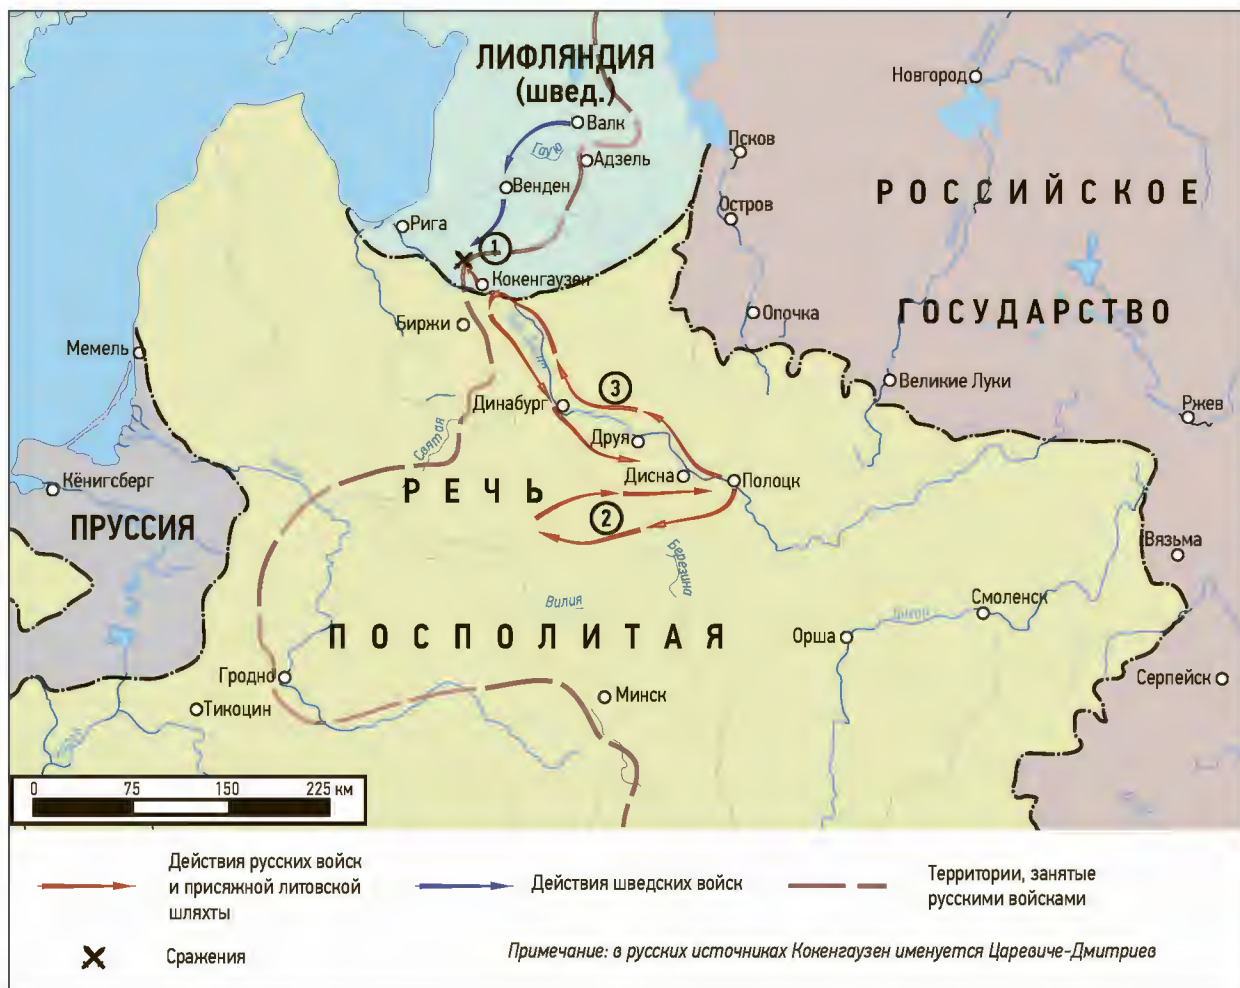 ЛИФЛЯНДИЯ
(швед.)
Новгород
Валк
Псков
Гаую
Адзель
Венден
РОССИЙСКОЕ
Остров
Рига
1
Кокенгаузен
ГОСУДАРСТВО
Опочка
Биржи
Мемель
3
Великие Луки
Динабург
Ржев
Друя
Святая
Дисна
Полоцк
Кёнигсберг
РЕЧЬ
2
ПРУССИЯ
Вязьма
Березина
Вилия
Смоленск
ПОСПОЛИТАЯ
Орша
Гродно
Серпейск
Минск
Тикоцин
0 75 150 225 км
Действия русских войск
и присяжной литовской
шляхты
Действия шведских войск
Территории, занятые
русскими войсками
Сражения
Примечание: в русских источниках Кокенгаузен именуется Царевиче-Дмитриев